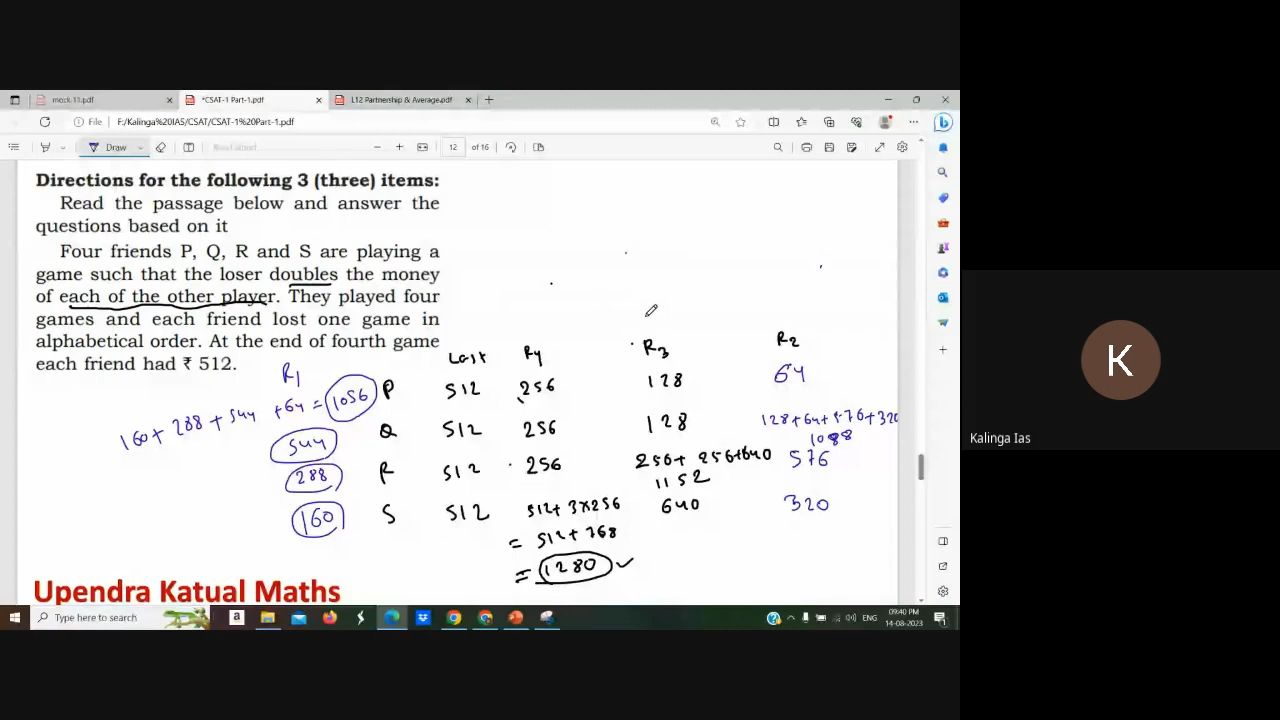 mock-11.pdf
*CSAT-1 Part-1.pdf
L12 Partnership & Average.pdf
File
F:/Kalinga%20IAS/CSAT/CSAT-1%20Part-1.pdf
Draw
Read aloud
12
of 16
Directions for the following 3 (three) items:
Read the passage below and answer the
questions based on it
Four friends P, Q, R and S are playing a
game such that the loser doubles the money
of each of the other player. They played four
games and each friend lost one game in
alphabetical order. At the end of fourth game
each friend had ₹ 512.
R1
Last
R4
R3
R2
160+ 288 + 544 +64 = 1056
P
512
256
128
64
544
Q
512
256
128
128+64+576+320
1088
288
R
512
256
256+ 256+640
1152
576
160
S
512
512+ 3x256
640
320
= 512+ 768
= 1280
Upendra Katual Maths
K
Kalinga Ias
Type here to search
a
ENG
09:40 PM
14-08-2023